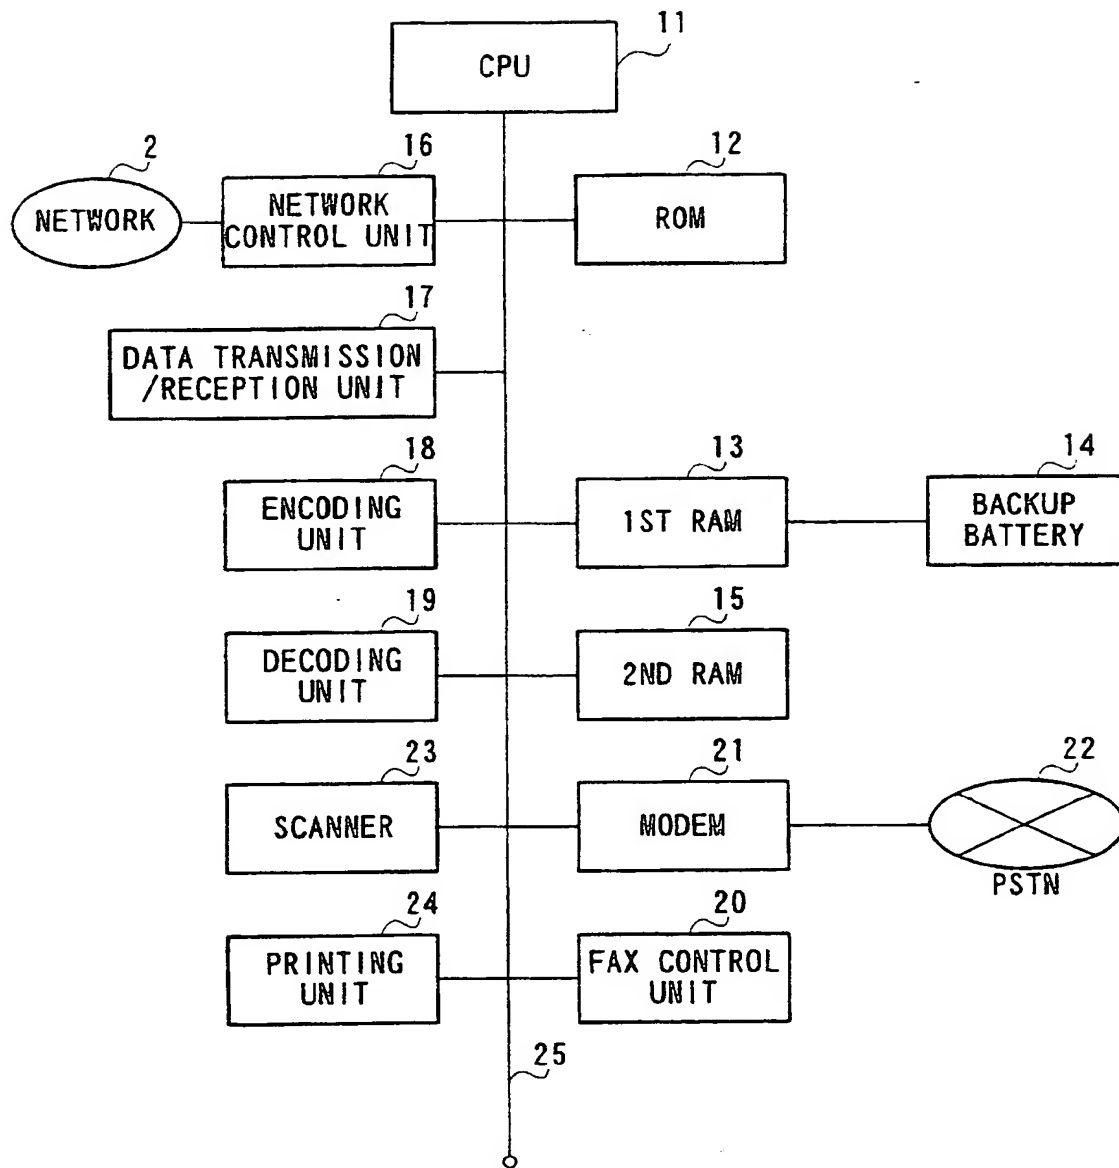 11
CPU
2
16
12
NETWORK
NETWORK
CONTROL UNIT
ROM
17
DATA TRANSMISSION
/RECEPTION UNIT
18
13
14
ENCODING
UNIT
1ST RAM
BACKUP
BATTERY
19
15
DECODING
UNIT
2ND RAM
23
21
22
SCANNER
MODEM
PSTN
24
20
PRINTING
UNIT
FAX CONTROL
UNIT
25